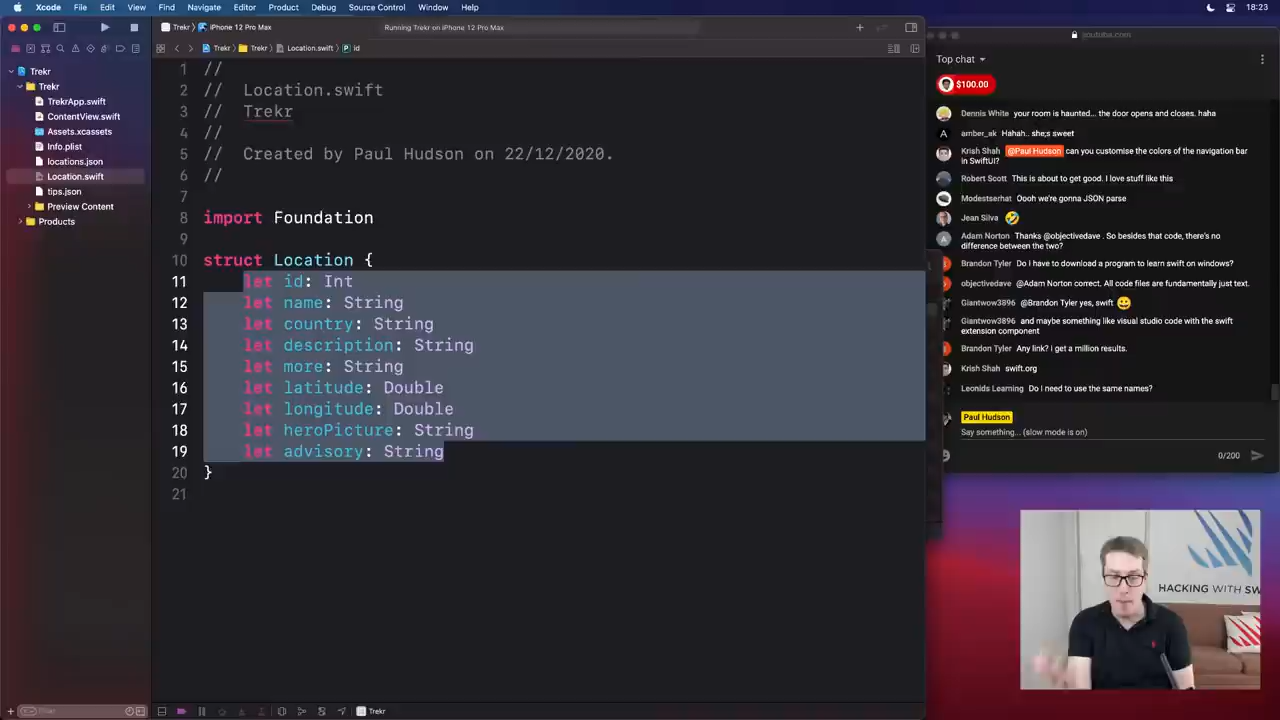 Xcode File Edit View Find Navigate Editor Product Debug Source Control Window Help 18:23
Trekr iPhone 12 Pro Max Running Trekr on iPhone 12 Pro Max
Trekr Trekr Location.swift P id
Trekr
Trekr
TrekrApp.swift
ContentView.swift
Assets.xcassets
Info.plist
locations.json
Location.swift
tips.json
Preview Content
Products
Filter
1 //
2 // Location.swift
3 // Trekr
4 //
5 // Created by Paul Hudson on 22/12/2020.
6 //
7
8 import Foundation
9
10 struct Location {
11 let id: Int
12 let name: String
13 let country: String
14 let description: String
15 let more: String
16 let latitude: Double
17 let longitude: Double
18 let heroPicture: String
19 let advisory: String
20 }
21
Trekr
youtube.com
Top chat
$100.00
Dennis White your room is haunted... the door opens and closes. haha
A amber_ak Hahah.. she;s sweet
Krish Shah @Paul Hudson can you customise the colors of the navigation bar
in SwiftUI?
Robert Scott This is about to get good. I love stuff like this
Modestserhat Oooh we're gonna JSON parse
Jean Silva 🤣
Adam Norton Thanks @objectivedave . So besides that code, there's no
difference between the two?
Brandon Tyler Do I have to download a program to learn swift on windows?
objectivedave @Adam Norton correct. All code files are fundamentally just text.
Giantwow3896 @Brandon Tyler yes, swift 😀
Giantwow3896 and maybe something like visual studio code with the swift
extension component
Brandon Tyler Any link? I get a million results.
Krish Shah swift.org
Leonids Learning Do I need to use the same names?
Paul Hudson
Say something... (slow mode is on)
0/200
HACKING WITH SW